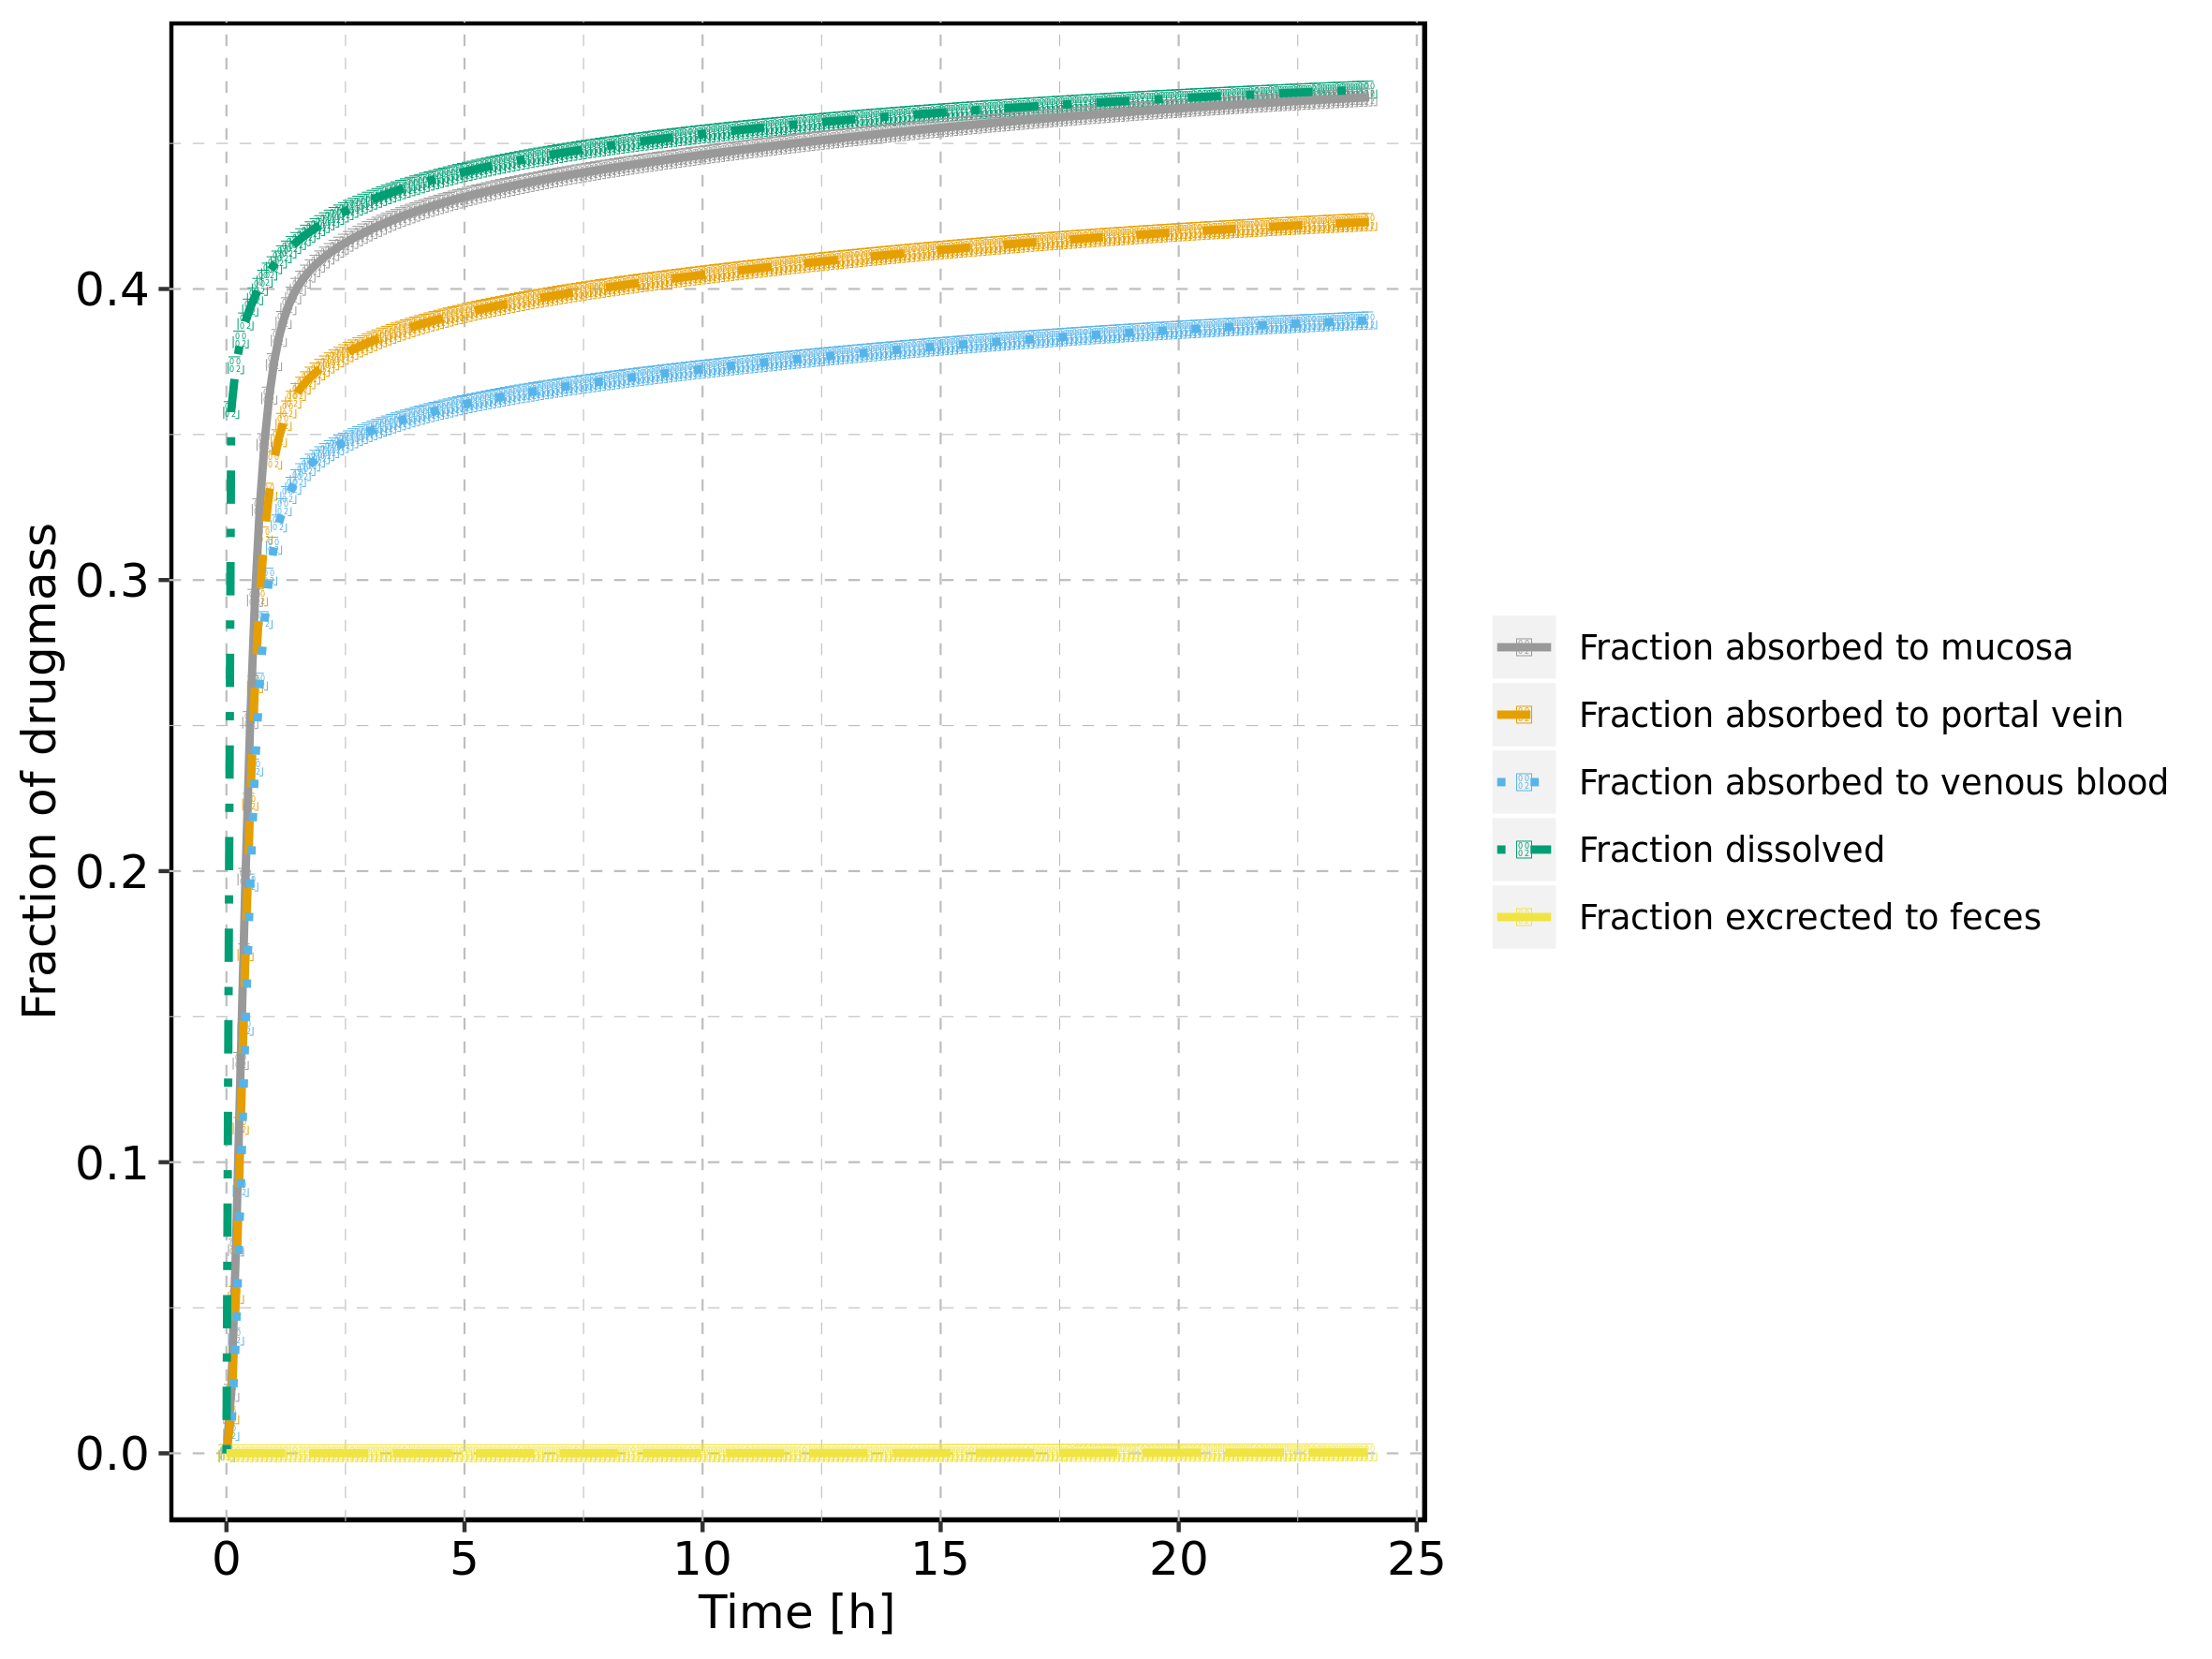 Fraction of drugmass
0.4
0.3
0.2
0.1
0.0
0 5 10 15 20 25
Time [h]
Fraction absorbed to mucosa
Fraction absorbed to portal vein
Fraction absorbed to venous blood
Fraction dissolved
Fraction excrected to feces